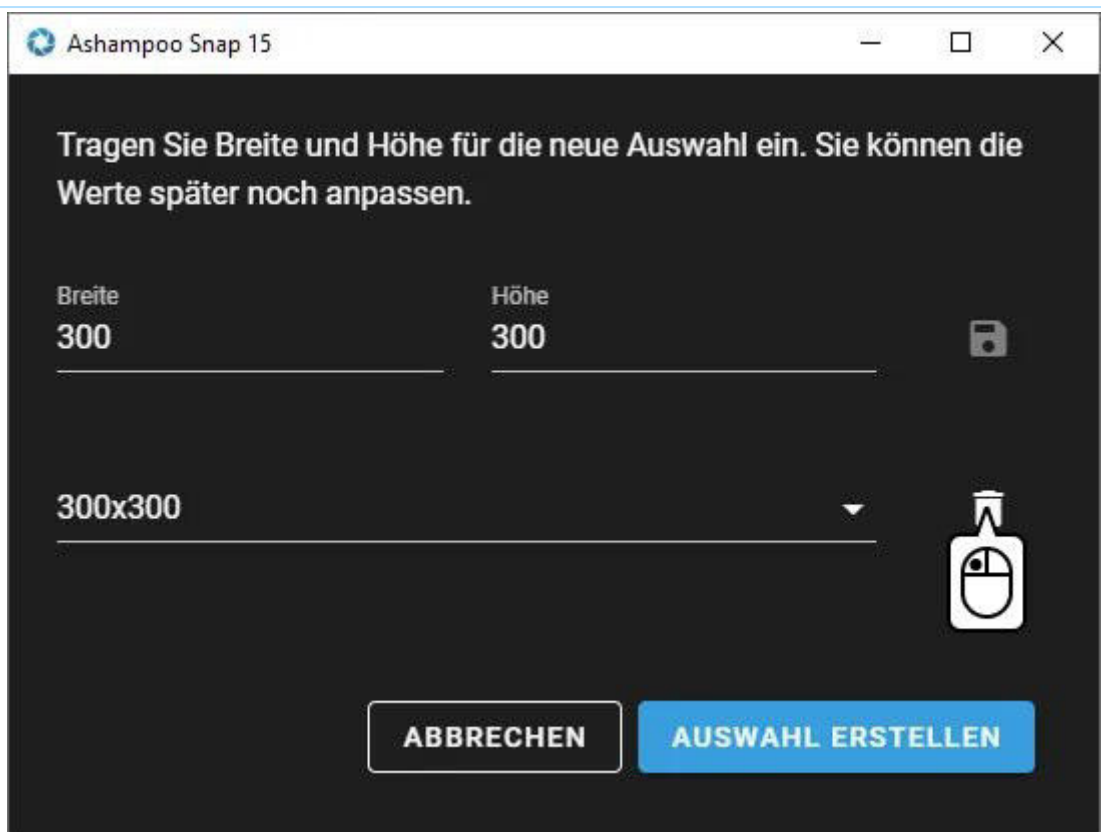 Ashampoo Snap 15
Tragen Sie Breite und Höhe für die neue Auswahl ein. Sie können die
Werte später noch anpassen.
Breite
Höhe
300
300
300x300
ABBRECHEN
AUSWAHL ERSTELLEN